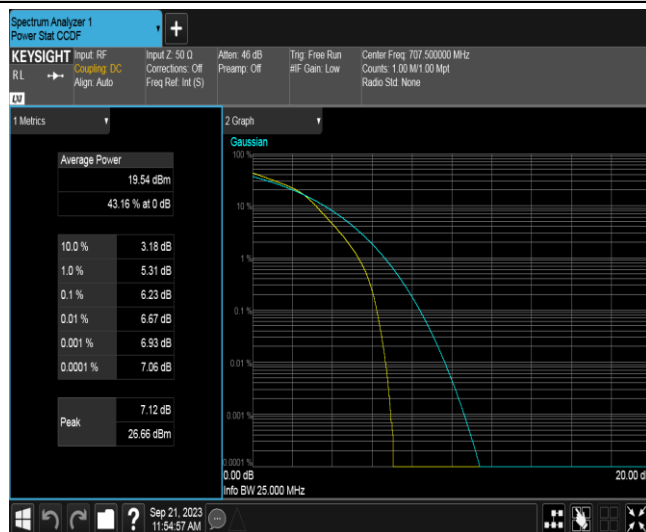 Spectrum Analyzer 1
Power Stat CCDF
+
KEYSIGHT
RL
Input: RF
Coupling: DC
Align: Auto
Input Z: 50 Ω
Corrections: Off
Freq Ref: Int (S)
Atten: 46 dB
Preamp: Off
Trig: Free Run
#IF Gain: Low
Center Freq: 707.500000 MHz
Counts: 1.00 M/1.00 Mpt
Radio Std: None
LXI
1 Metrics
Average Power
19.54 dBm
43.16 % at 0 dB
10.0 % 3.18 dB
1.0 % 5.31 dB
0.1 % 6.23 dB
0.01 % 6.67 dB
0.001 % 6.93 dB
0.0001 % 7.06 dB
Peak
7.12 dB
26.66 dBm
2 Graph
Gaussian
100 %
10 %
1 %
0.1 %
0.01 %
0.001 %
0.0001 %
0.00 dB
20.00 d
Info BW 25.000 MHz
?
Sep 21, 2023
11:54:57 AM